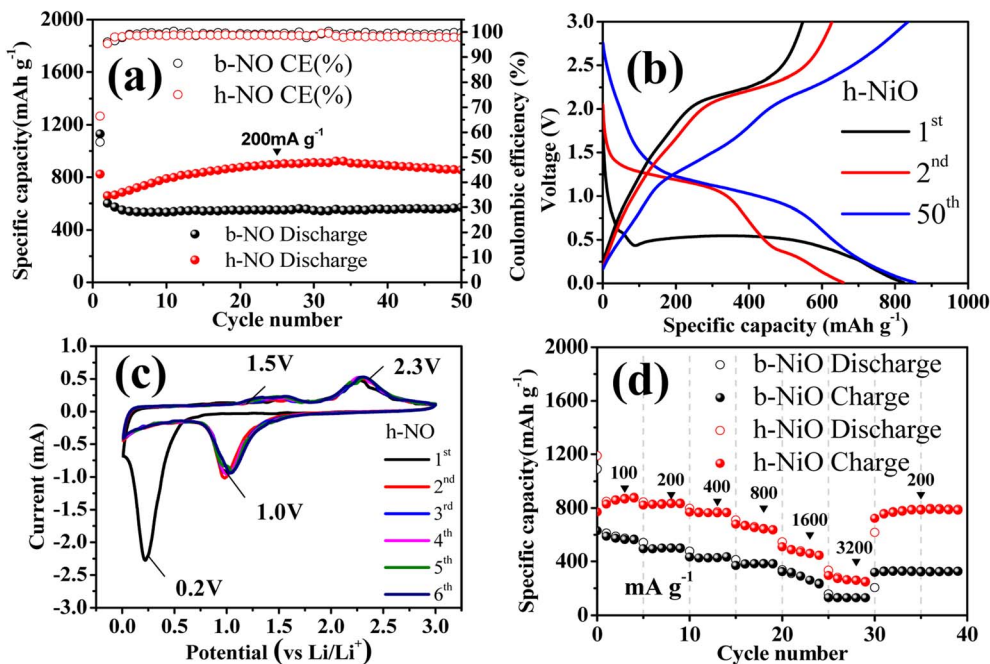 (a)
2000
1800
1600
1400
1200
1000
800
600
400
200
0
Specific capacity(mAh g⁻¹)
b-NO CE(%)
h-NO CE(%)
200mA g⁻¹
b-NO Discharge
h-NO Discharge
100
90
80
70
60
50
40
30
20
10
0
Coulombic efficiency (%)
0 10 20 30 40 50
Cycle number
(b)
3.0
2.5
2.0
1.5
1.0
0.5
0.0
Voltage (V)
h-NiO
1st
2nd
50th
0 200 400 600 800 1000
Specific capacity (mAh g⁻¹)
(c)
1.0
0.5
0.0
-0.5
-1.0
-1.5
-2.0
-2.5
-3.0
Current (mA)
1.5V
2.3V
1.0V
0.2V
h-NO
1st
2nd
3rd
4th
5th
6th
0.0 0.5 1.0 1.5 2.0 2.5 3.0
Potential (vs Li/Li⁺)
(d)
2000
1600
1200
800
400
0
Specific capacity(mAh g⁻¹)
b-NiO Discharge
b-NiO Charge
h-NiO Discharge
h-NiO Charge
100
200
400
800
1600
3200
200
mA g⁻¹
0 10 20 30 40
Cycle number